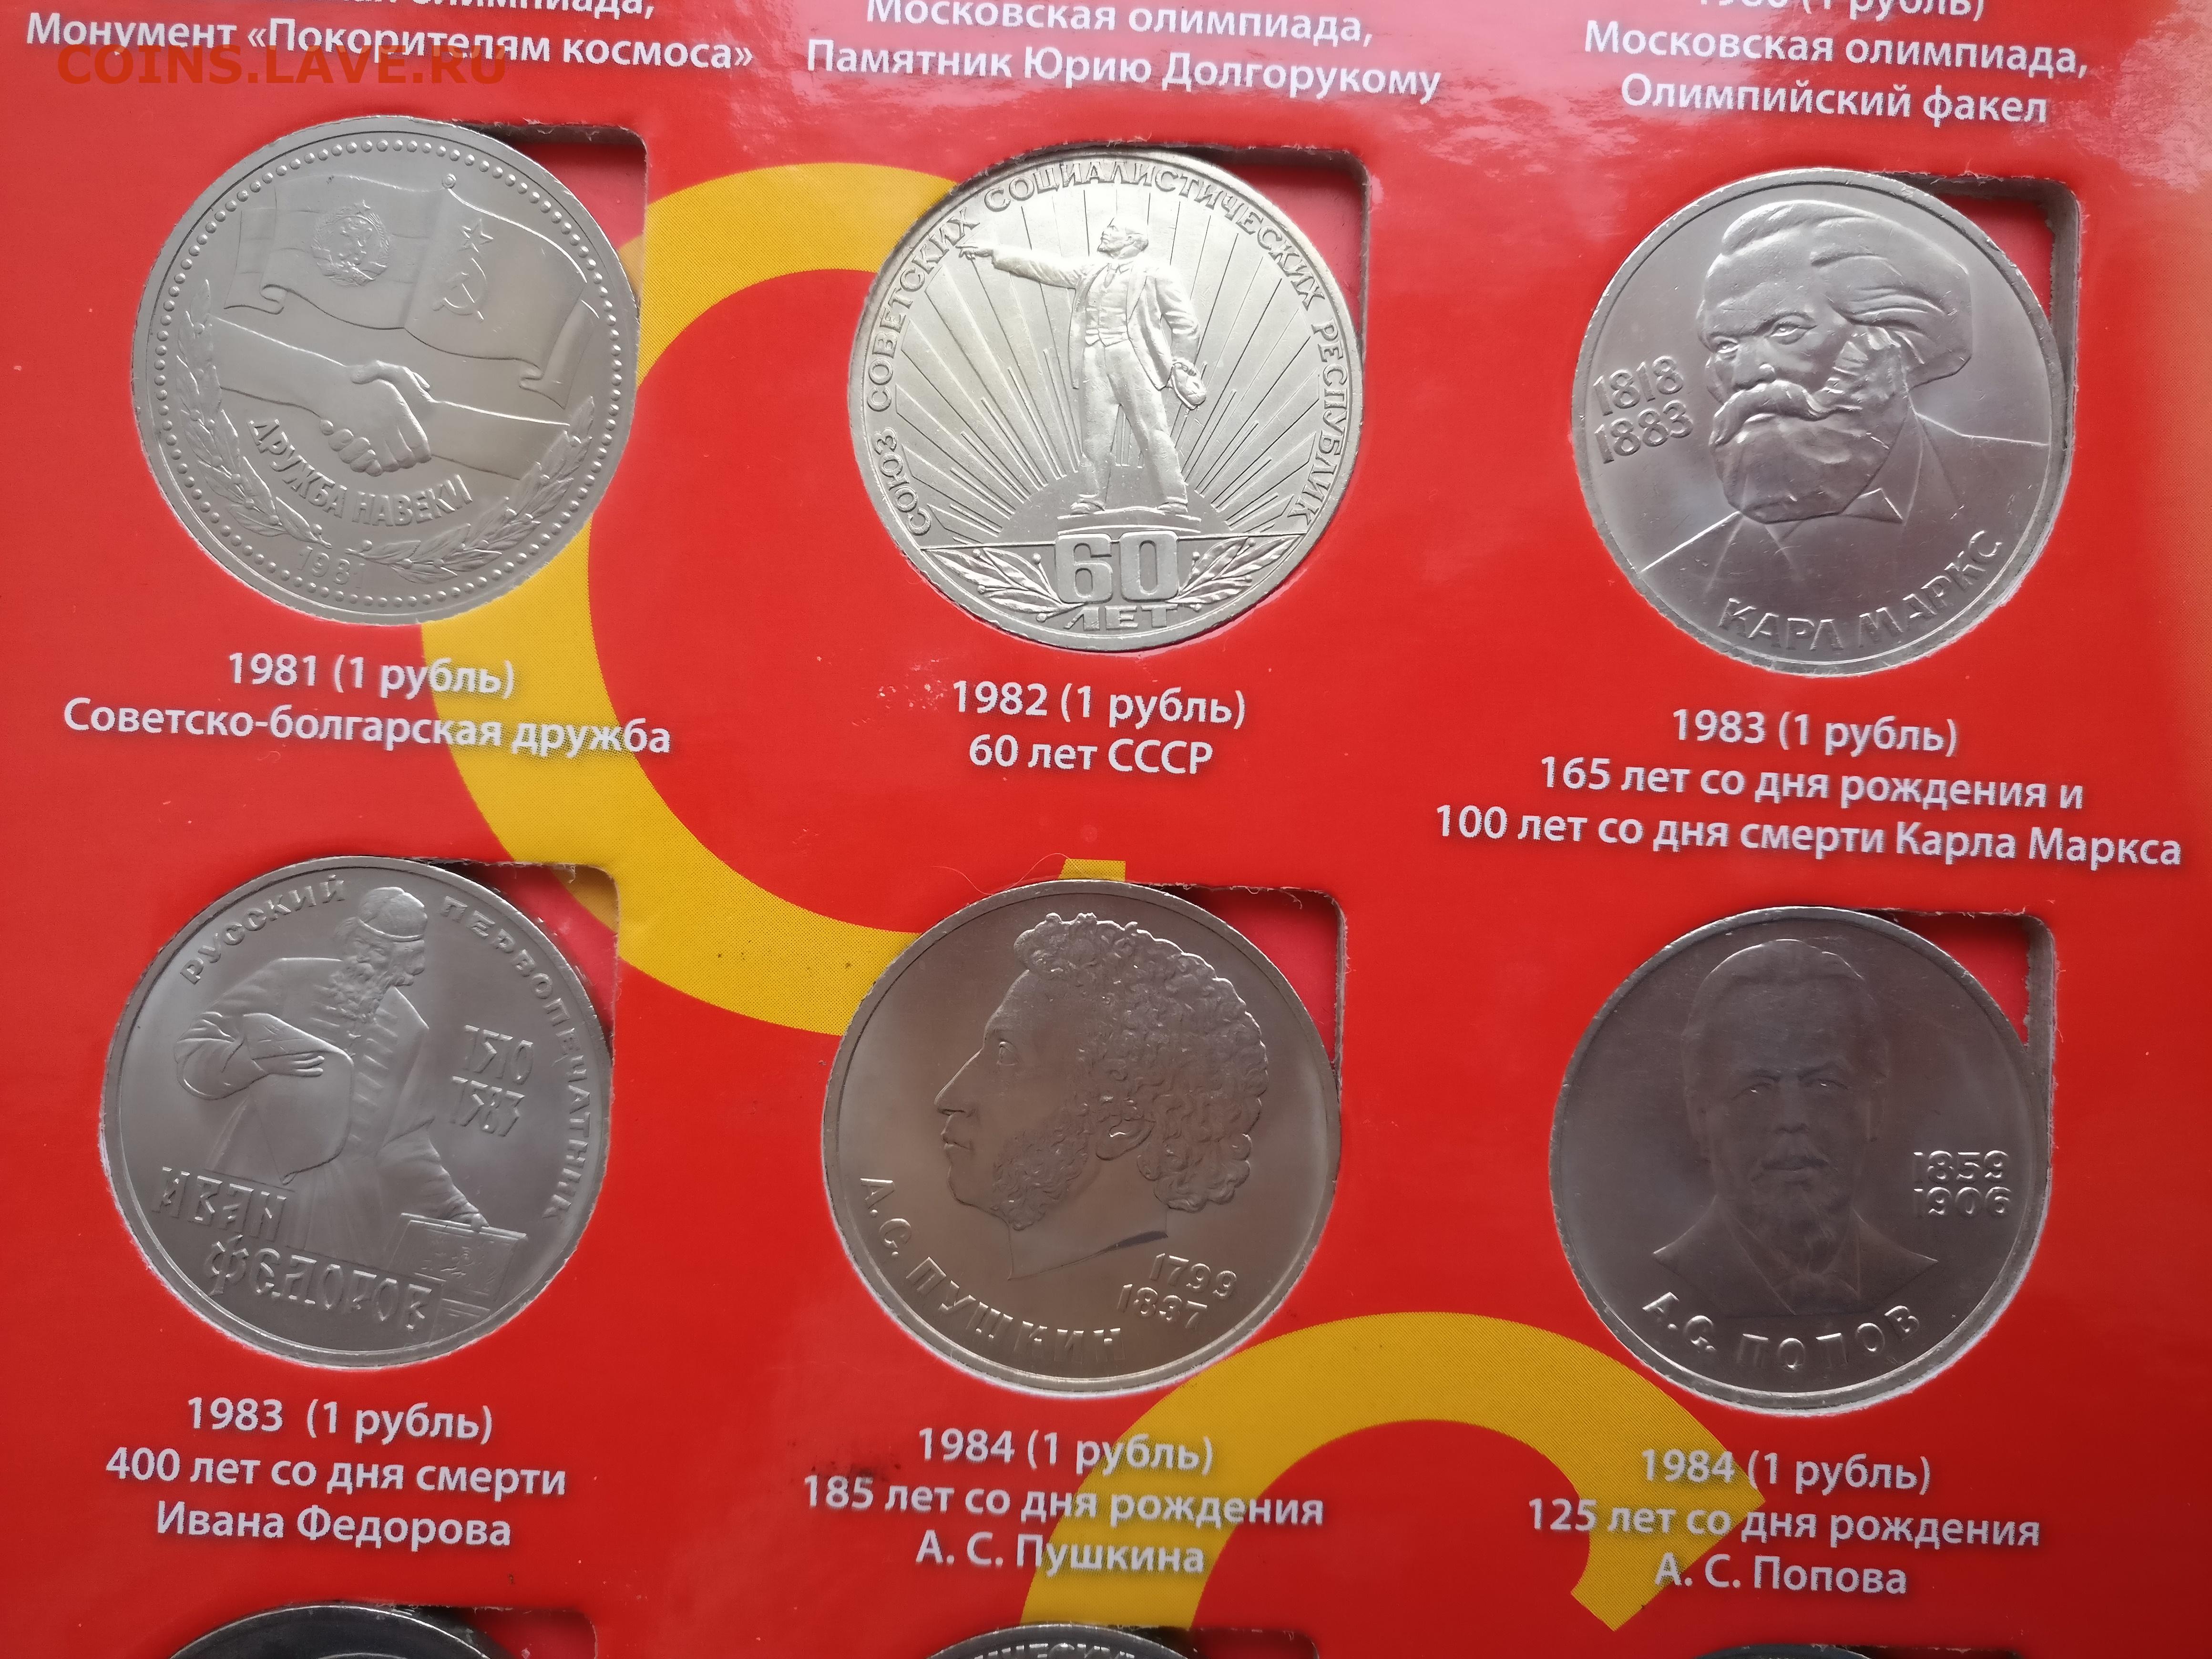 олимпиада,
Монумент «Покорителям космоса»
COINS.LAVE.RU
Московская олимпиада,
Памятник Юрию Долгорукому
1980 (1 рубль)
Московская олимпиада,
Олимпийский факел
ДРУЖБА НАВЕКИ
1981
1981 (1 рубль)
Советско-болгарская дружба
СОЮЗ СОВЕТСКИХ СОЦИАЛИСТИЧЕСКИХ РЕСПУБЛИК
60
ЛЕТ
1982 (1 рубль)
60 лет СССР
1818
1883
КАРЛ МАРКС
1983 (1 рубль)
165 лет со дня рождения и
100 лет со дня смерти Карла Маркса
РУССКИЙ ПЕРВОПЕЧАТНИК
1510
1583
ИВАН
ФЕДОРОВ
1983 (1 рубль)
400 лет со дня смерти
Ивана Федорова
А.С. ПУШКИН
1799
1837
1984 (1 рубль)
185 лет со дня рождения
А. С. Пушкина
1859
1906
А.С. ПОПОВ
1984 (1 рубль)
125 лет со дня рождения
А. С. Попова